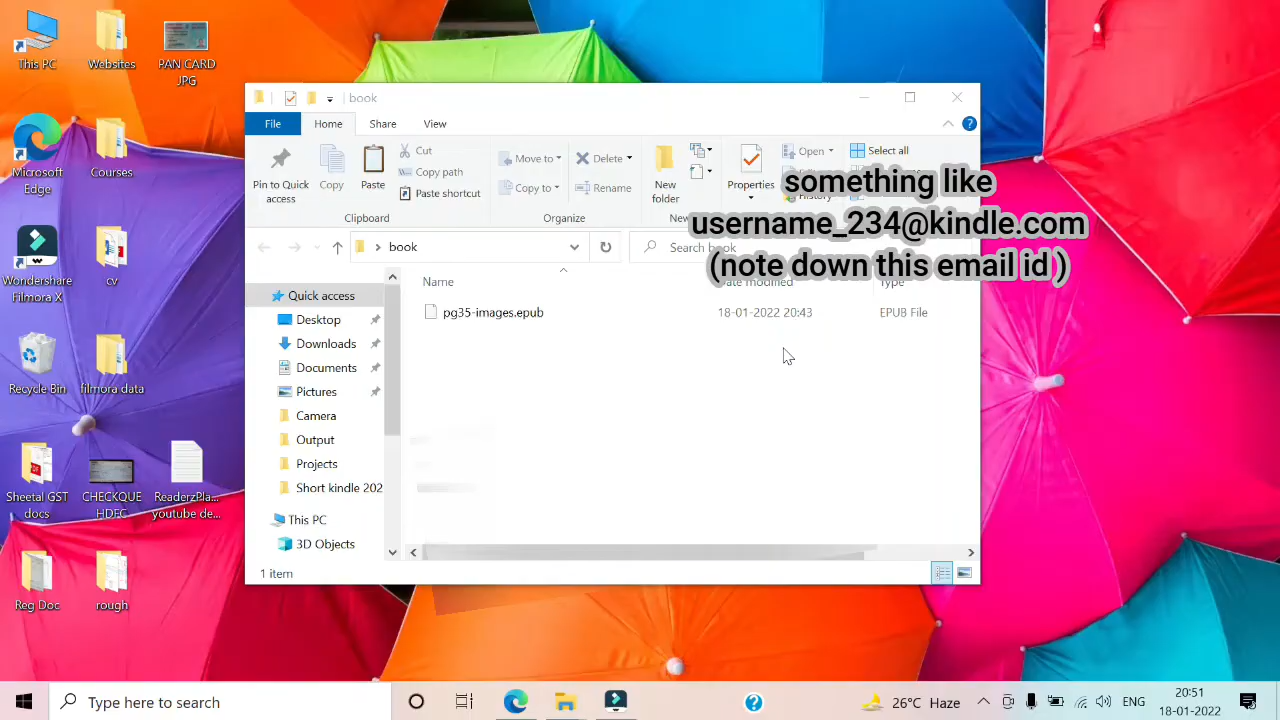 This PC
Websites
PAN CARD
JPG
Microsoft
Edge
Courses
Wondershare
Filmora X
cv
Recycle Bin
filmora data
Sheetal GST
docs
CHECKQUE
HDFC
ReaderzPla...
youtube de...
Reg Doc
rough
book
File
Home
Share
View
Pin to Quick
access
Copy
Paste
Cut
Copy path
Paste shortcut
Clipboard
Move to
Copy to
Delete
Rename
Organize
New
folder
Properties
Open
History
Select all
something like
username_234@kindle.com
(note down this email id )
book
Search book
Name
Date modified
Type
pg35-images.epub
18-01-2022 20:43
EPUB File
Quick access
Desktop
Downloads
Documents
Pictures
Camera
Output
Projects
Short kindle 202
This PC
3D Objects
1 item
Type here to search
26°C Haze
ENG
20:51
18-01-2022